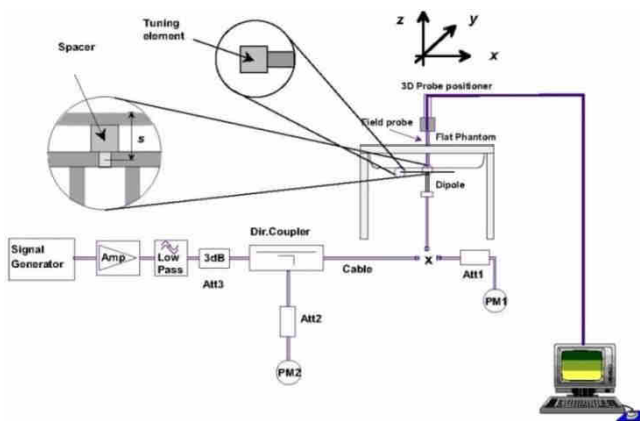 Tuning
element
Spacer
s
z
y
x
3D Probe positioner
Field probe
Flat Phantom
Dipole
Signal
Generator
Amp
Low
Pass
3dB
Att3
Dir.Coupler
Cable
x
Att1
PM1
Att2
PM2